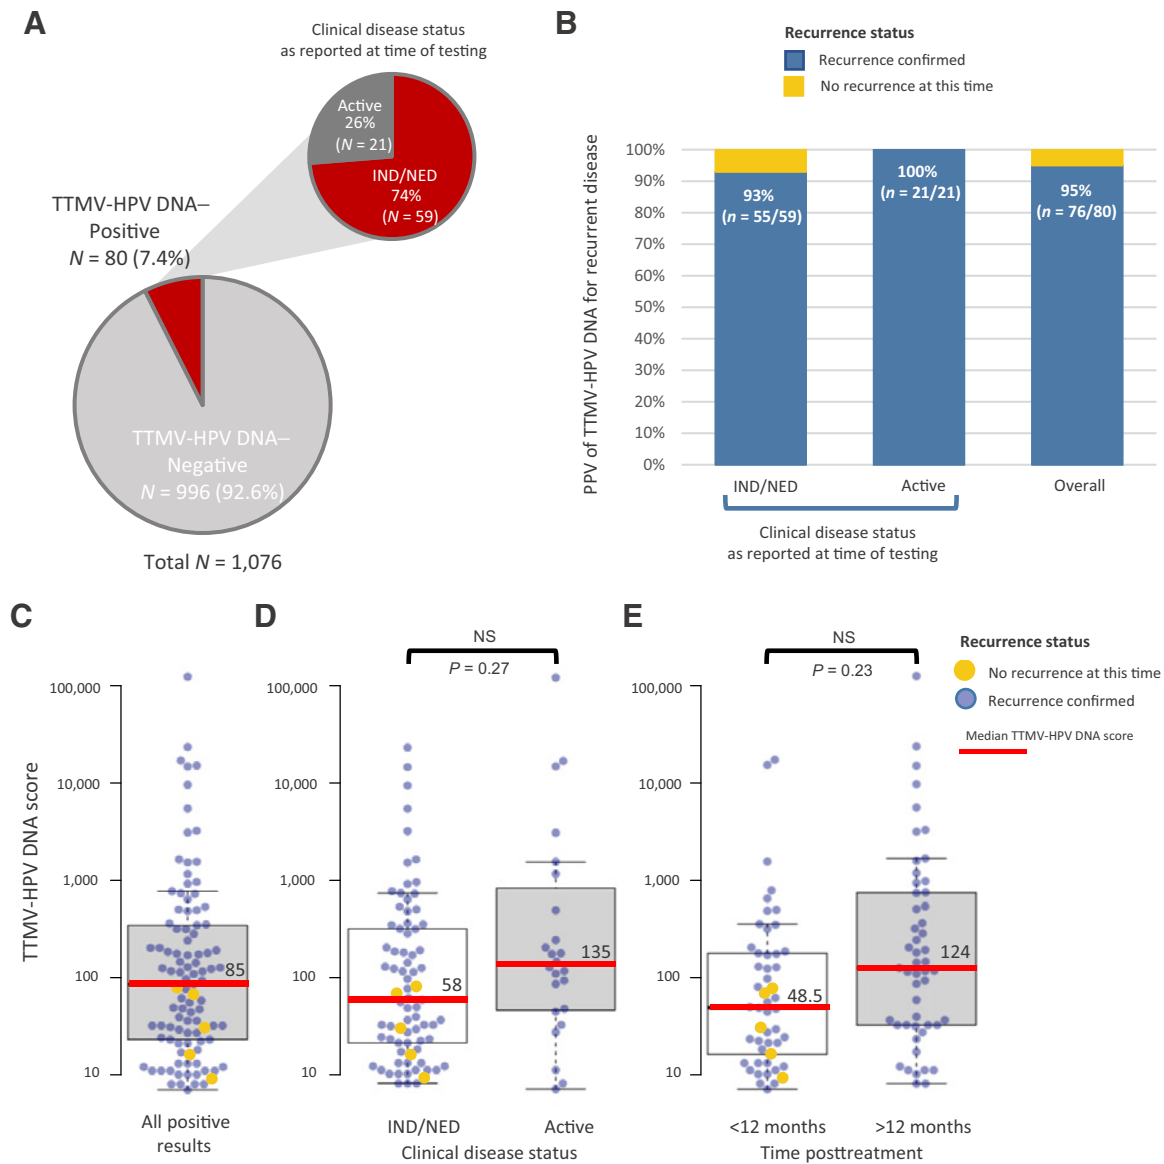 A
Clinical disease status
as reported at time of testing
Active
26%
(N = 21)
IND/NED
74%
(N = 59)
TTMV-HPV DNA–
Positive
N = 80 (7.4%)
TTMV-HPV DNA–
Negative
N = 996 (92.6%)
Total N = 1,076
B
Recurrence status
Recurrence confirmed
No recurrence at this time
PPV of TTMV-HPV DNA for recurrent disease
100%
90%
80%
70%
60%
50%
40%
30%
20%
10%
0%
93%
(n = 55/59)
100%
(n = 21/21)
95%
(n = 76/80)
IND/NED
Active
Overall
Clinical disease status
as reported at time of testing
C
TTMV-HPV DNA score
100,000
10,000
1,000
100
10
85
All positive
results
D
NS
P = 0.27
100,000
10,000
1,000
100
10
58
135
IND/NED
Active
Clinical disease status
E
NS
P = 0.23
100,000
10,000
1,000
100
10
48.5
124
<12 months
>12 months
Time posttreatment
Recurrence status
No recurrence at this time
Recurrence confirmed
Median TTMV-HPV DNA score